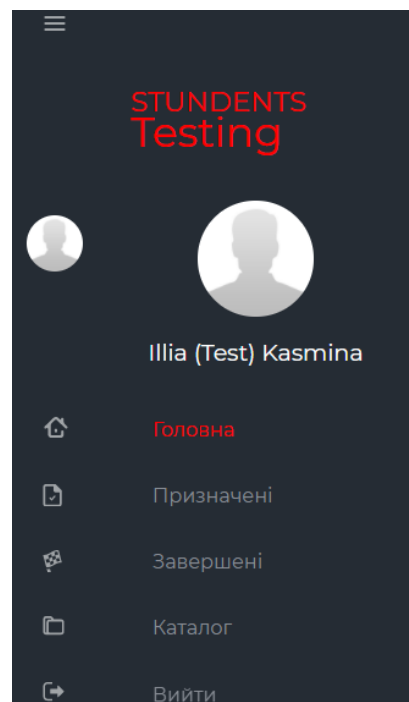 STUNDENTS
Testing
Illia (Test) Kasmina
Головна
Призначені
Завершені
Каталог
Вийти